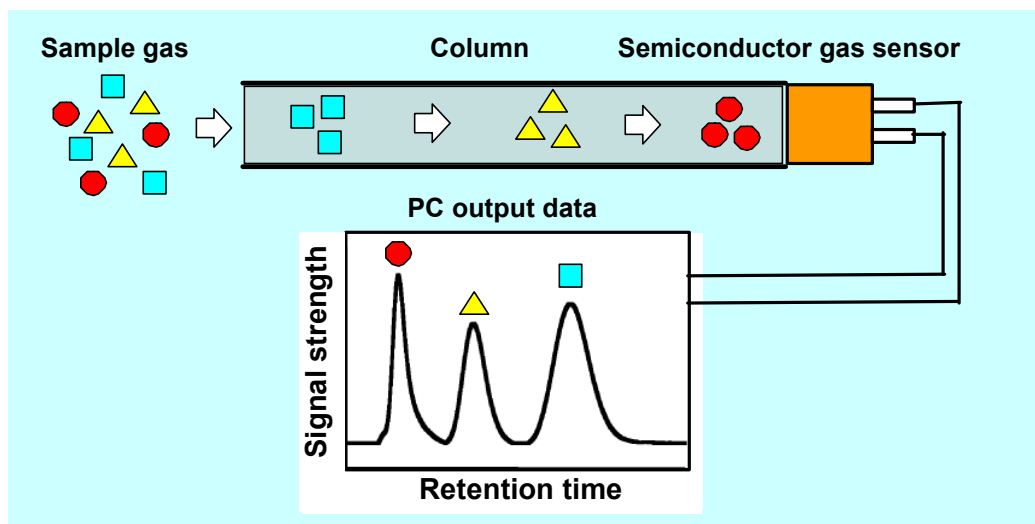 Sample gas
Column
Semiconductor gas sensor
PC output data
Signal strength
Retention time